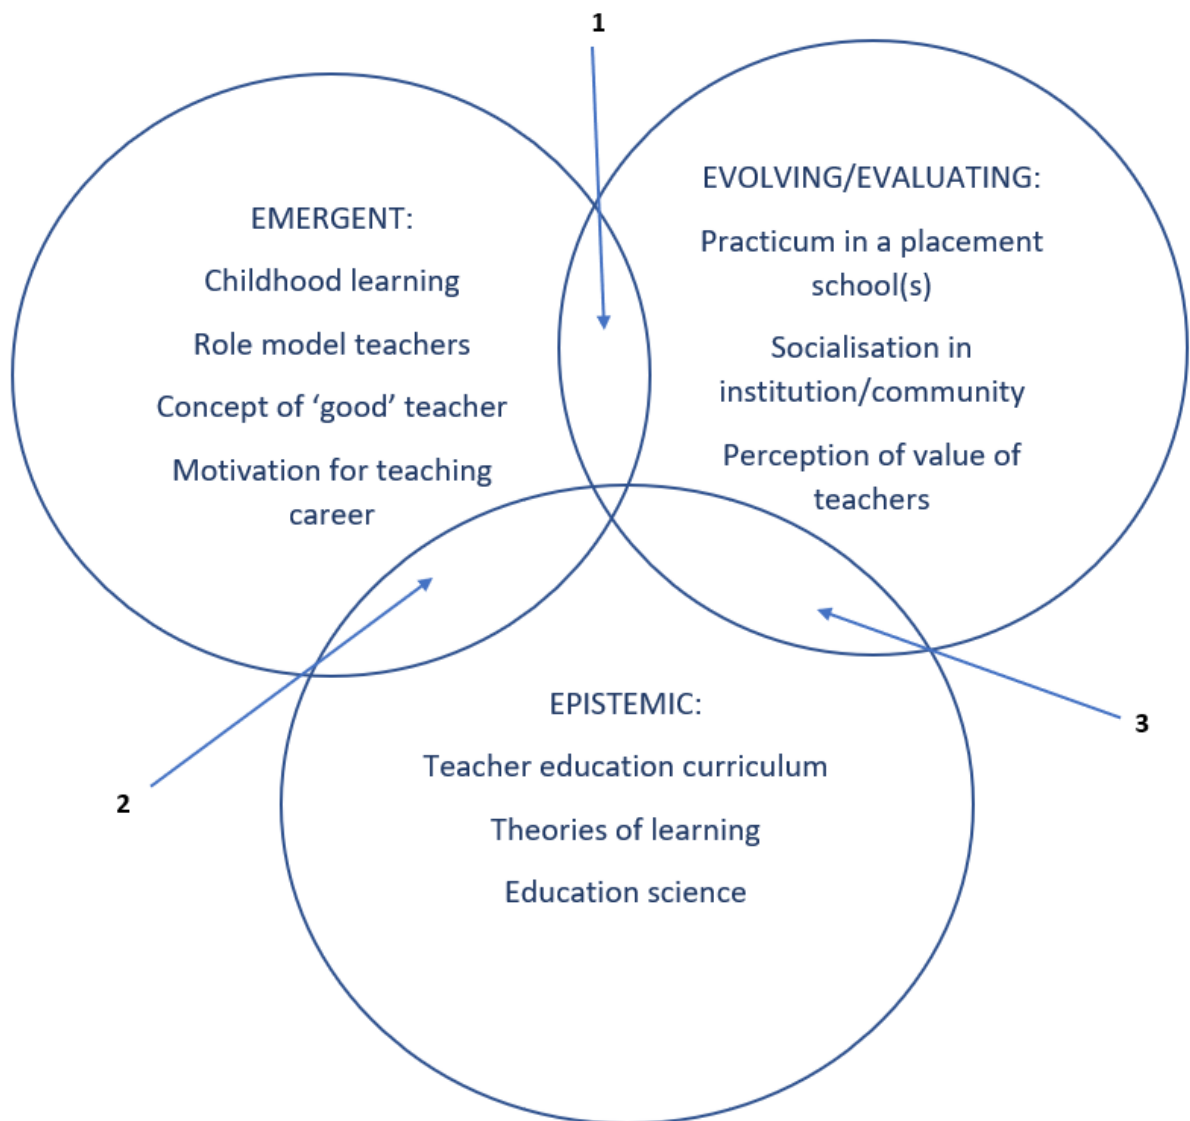 1
EMERGENT:
Childhood learning
Role model teachers
Concept of ‘good’ teacher
Motivation for teaching
career
EVOLVING/EVALUATING:
Practicum in a placement
school(s)
Socialisation in
institution/community
Perception of value of
teachers
2
3
EPISTEMIC:
Teacher education curriculum
Theories of learning
Education science